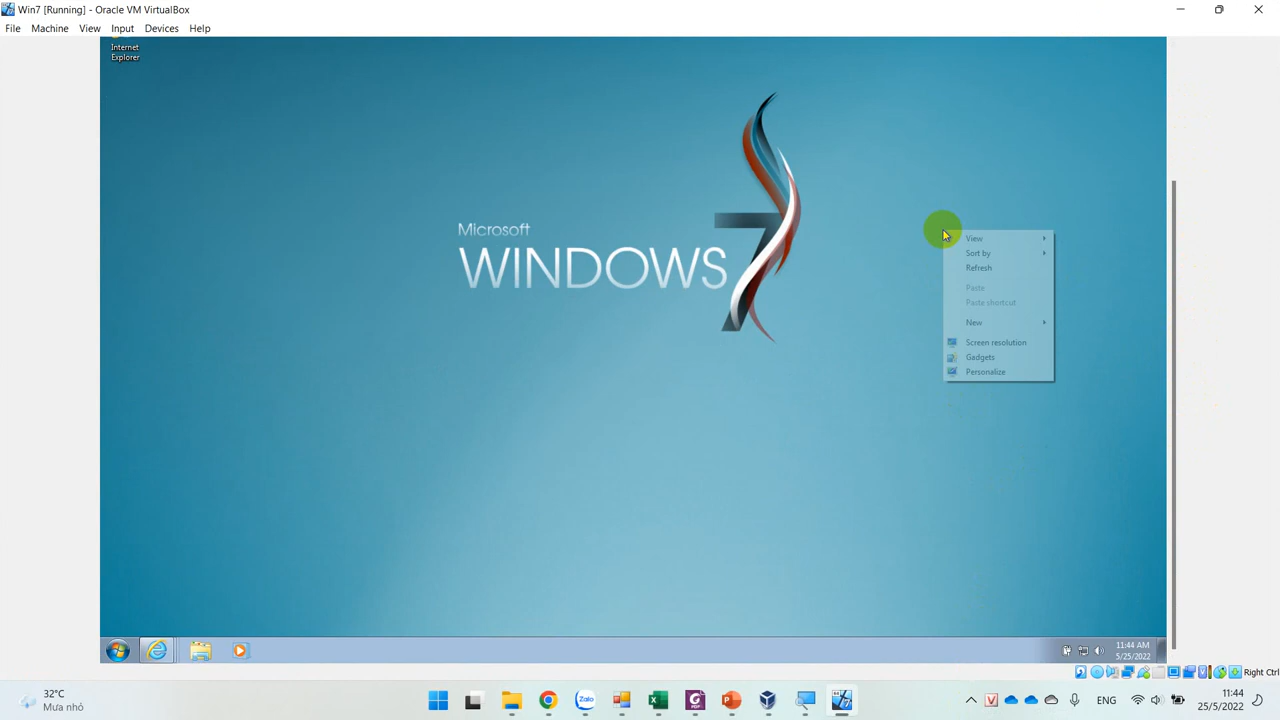 Win7 [Running] - Oracle VM VirtualBox
File Machine View Input Devices Help
Internet
Explorer
Microsoft
WINDOWS 7
View
Sort by
Refresh
Paste
Paste shortcut
New
Screen resolution
Gadgets
Personalize
11:44 AM
5/25/2022
Right Ctrl
32°C
Mưa nhỏ
Zalo
ENG
11:44
25/5/2022